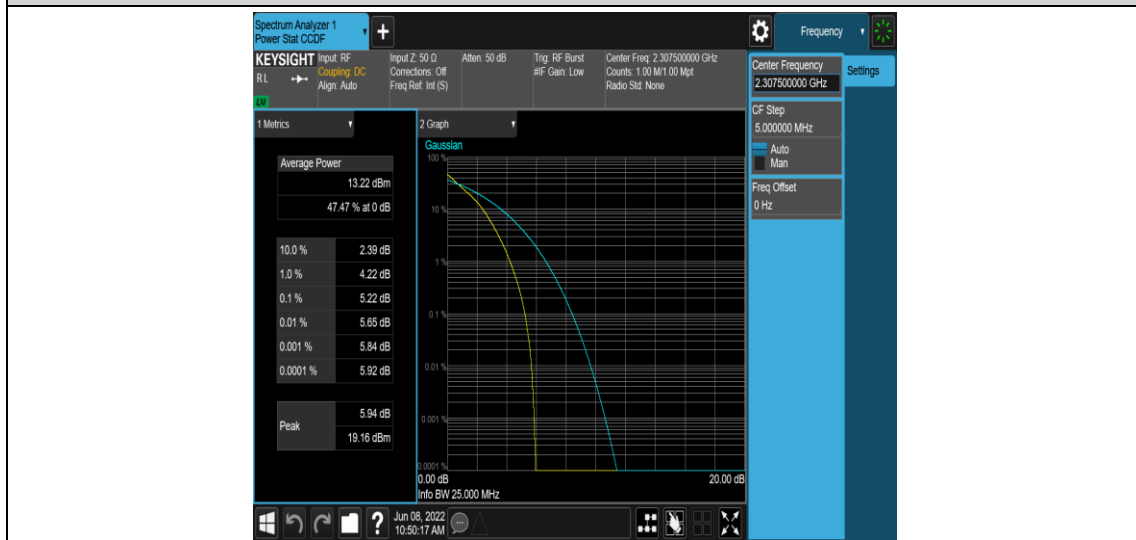 Spectrum Analyzer 1
Power Stat CCDF
+
Frequency
KEYSIGHT
RL
LXI
Input: RF
Coupling: DC
Align: Auto
Input Z: 50 Ω
Corrections: Off
Freq Ref: Int (S)
Atten: 50 dB
Trig: RF Burst
#IF Gain: Low
Center Freq: 2.307500000 GHz
Counts: 1.00 M/1.00 Mpt
Radio Std: None
Center Frequency
2.307500000 GHz
Settings
CF Step
5.000000 MHz
Auto
Man
Freq Offset
0 Hz
1 Metrics
Average Power
13.22 dBm
47.47 % at 0 dB
10.0 % 2.39 dB
1.0 % 4.22 dB
0.1 % 5.22 dB
0.01 % 5.65 dB
0.001 % 5.84 dB
0.0001 % 5.92 dB
Peak
5.94 dB
19.16 dBm
2 Graph
Gaussian
100 %
10 %
1 %
0.1 %
0.01 %
0.001 %
0.0001 %
0.00 dB 20.00 dB
Info BW 25.000 MHz
?
Jun 08, 2022
10:50:17 AM